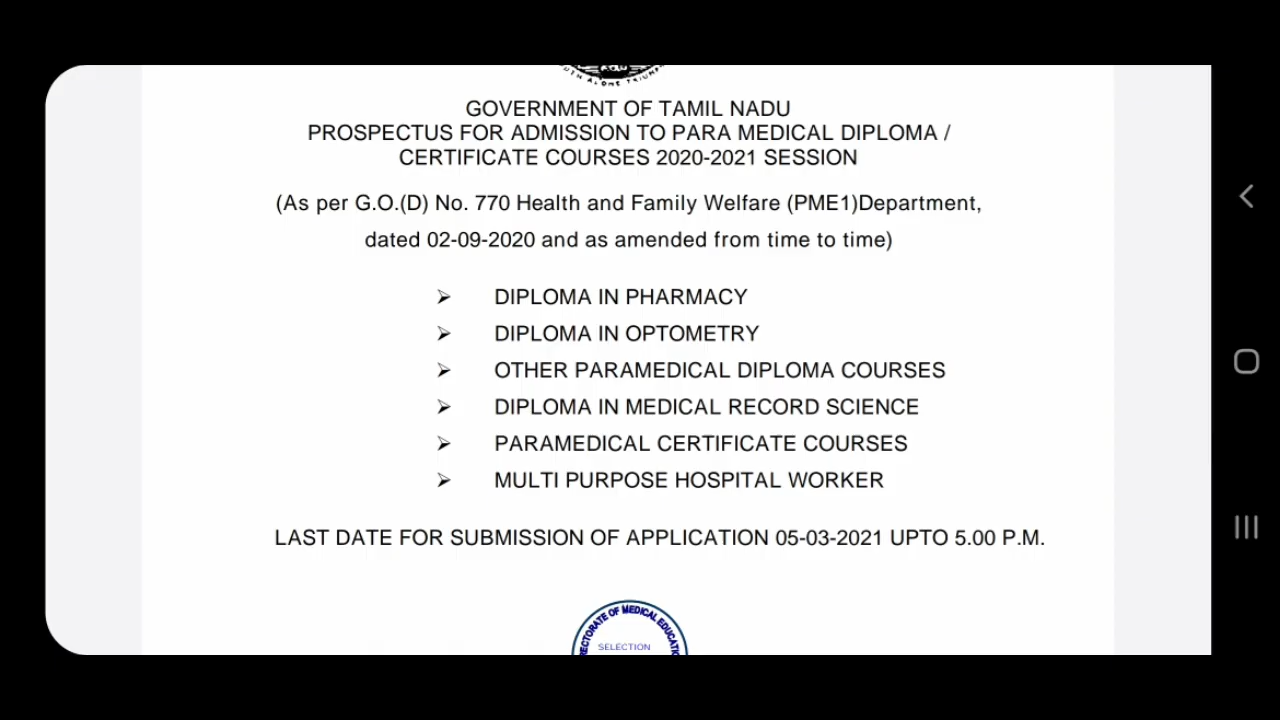 GOVERNMENT OF TAMIL NADU
PROSPECTUS FOR ADMISSION TO PARA MEDICAL DIPLOMA /
CERTIFICATE COURSES 2020-2021 SESSION
(As per G.O.(D) No. 770 Health and Family Welfare (PME1)Department,
dated 02-09-2020 and as amended from time to time)
➢ DIPLOMA IN PHARMACY
➢ DIPLOMA IN OPTOMETRY
➢ OTHER PARAMEDICAL DIPLOMA COURSES
➢ DIPLOMA IN MEDICAL RECORD SCIENCE
➢ PARAMEDICAL CERTIFICATE COURSES
➢ MULTI PURPOSE HOSPITAL WORKER
LAST DATE FOR SUBMISSION OF APPLICATION 05-03-2021 UPTO 5.00 P.M.
OF MEDICAL
SELECTION